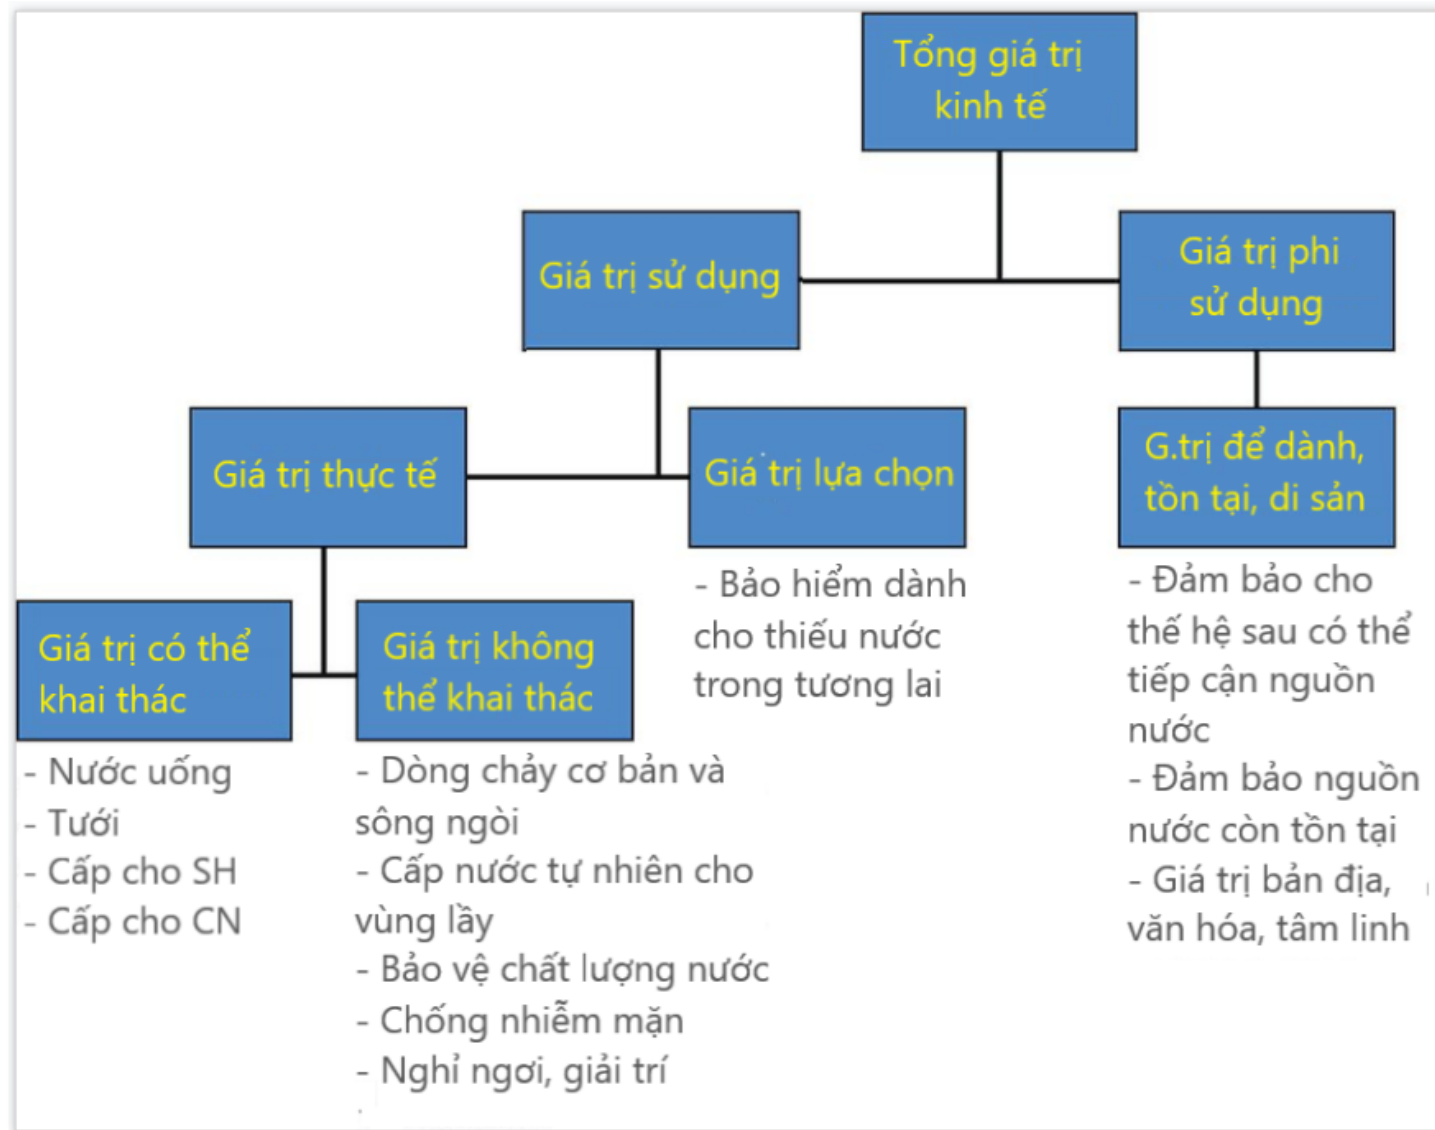 Tổng giá trị
kinh tế
Giá trị sử dụng
Giá trị phi
sử dụng
Giá trị thực tế
Giá trị lựa chọn
G.trị để dành,
tồn tại, di sản
Giá trị có thể
khai thác
Giá trị không
thể khai thác
- Nước uống
- Tưới
- Cấp cho SH
- Cấp cho CN
- Dòng chảy cơ bản và
sông ngòi
- Cấp nước tự nhiên cho
vùng lầy
- Bảo vệ chất lượng nước
- Chống nhiễm mặn
- Nghỉ ngơi, giải trí
- Bảo hiểm dành
cho thiếu nước
trong tương lai
- Đảm bảo cho
thế hệ sau có thể
tiếp cận nguồn
nước
- Đảm bảo nguồn
nước còn tồn tại
- Giá trị bản địa,
văn hóa, tâm linh